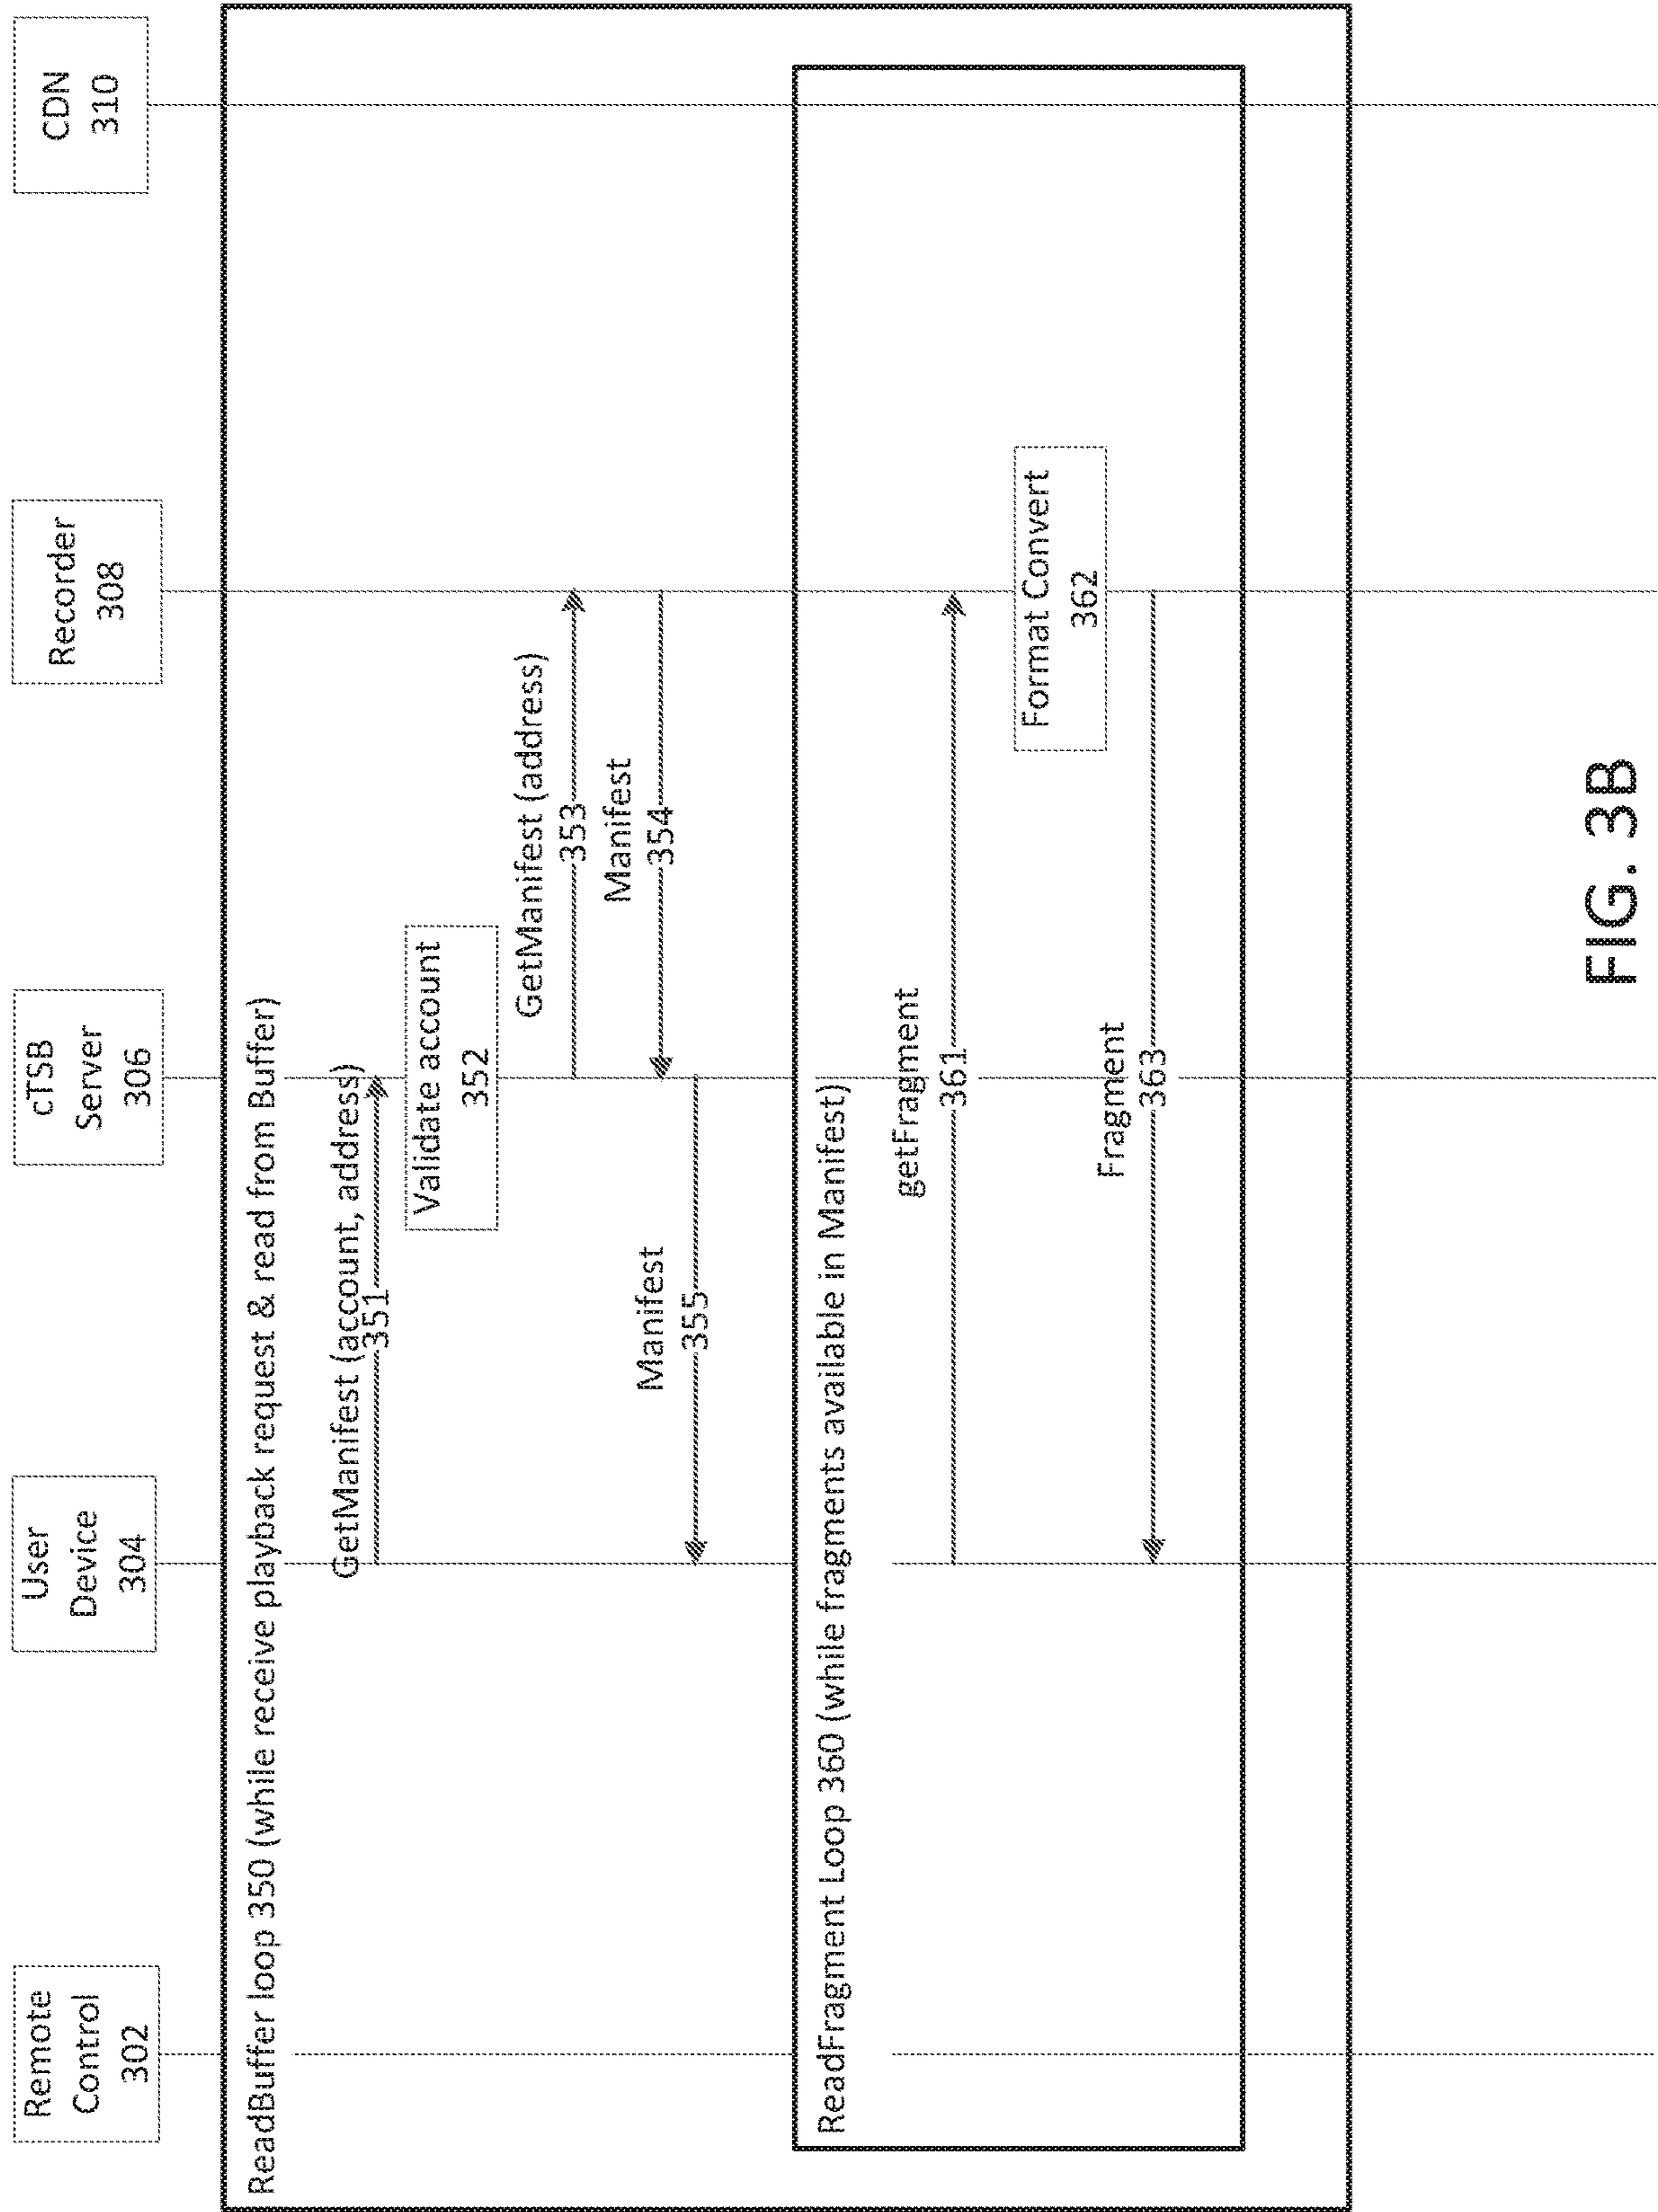 Remote
Control
302
User
Device
304
cTSB
Server
306
Recorder
308
CDN
310
ReadBuffer loop 350 (while receive playback request & read from Buffer)
GetManifest (account, address)
351
Validate account
352
GetManifest (address)
353
Manifest
354
Manifest
355
ReadFragment Loop 360 (while fragments available in Manifest)
getFragment
361
Format Convert
362
Fragment
363
FIG. 3B